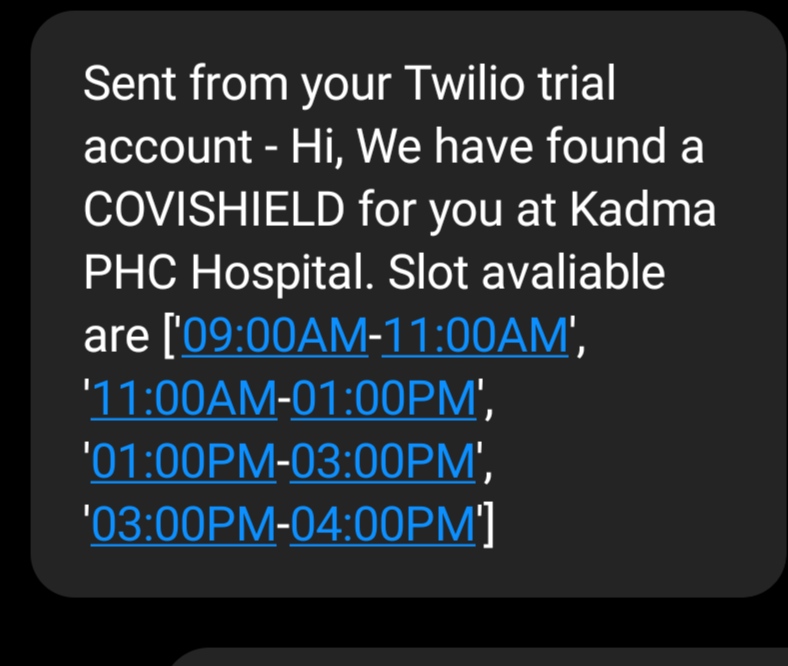 Sent from your Twilio trial
account - Hi, We have found a
COVISHIELD for you at Kadma
PHC Hospital. Slot avaliable
are ['09:00AM-11:00AM',
'11:00AM-01:00PM',
'01:00PM-03:00PM',
'03:00PM-04:00PM']